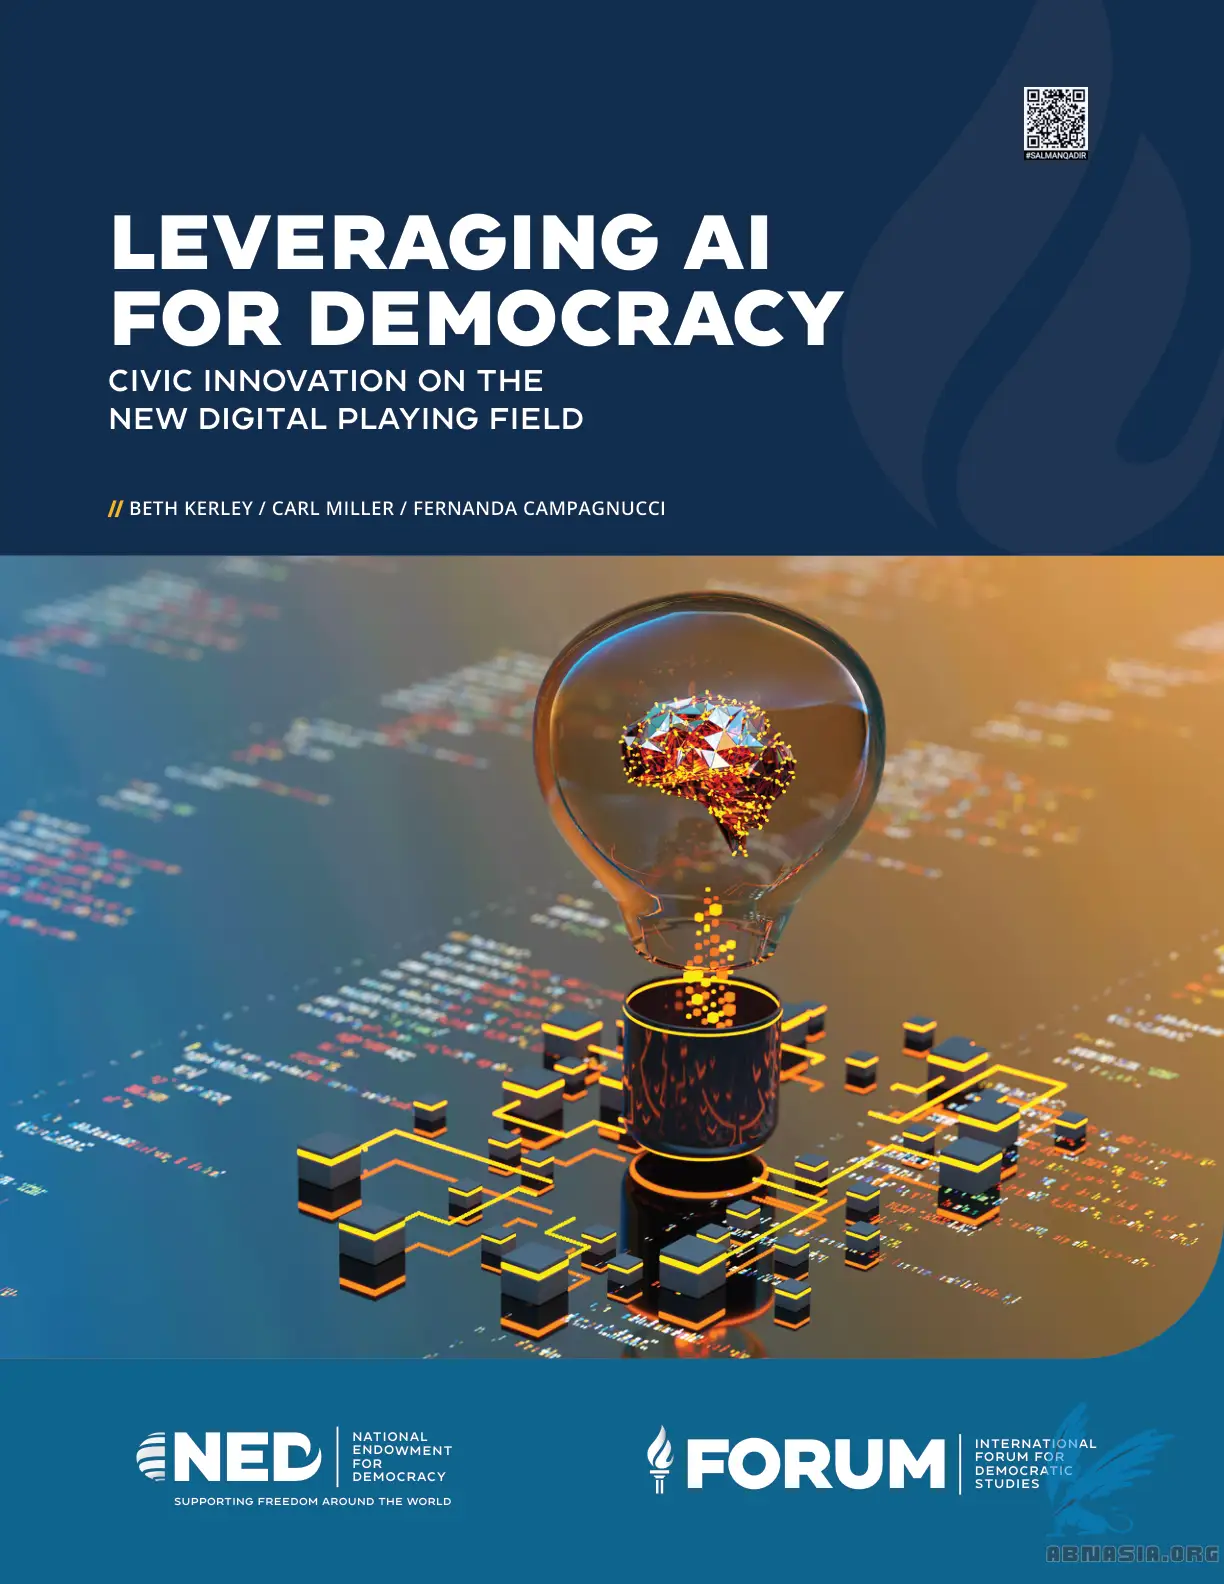 #SALMANQADIR
LEVERAGING AI
FOR DEMOCRACY
CIVIC INNOVATION ON THE
NEW DIGITAL PLAYING FIELD
// BETH KERLEY / CARL MILLER / FERNANDA CAMPAGNUCCI
NED
NATIONAL
ENDOWMENT
FOR
DEMOCRACY
SUPPORTING FREEDOM AROUND THE WORLD
FORUM
INTERNATIONAL
FORUM FOR
DEMOCRATIC
STUDIES
ABNASIA.ORG